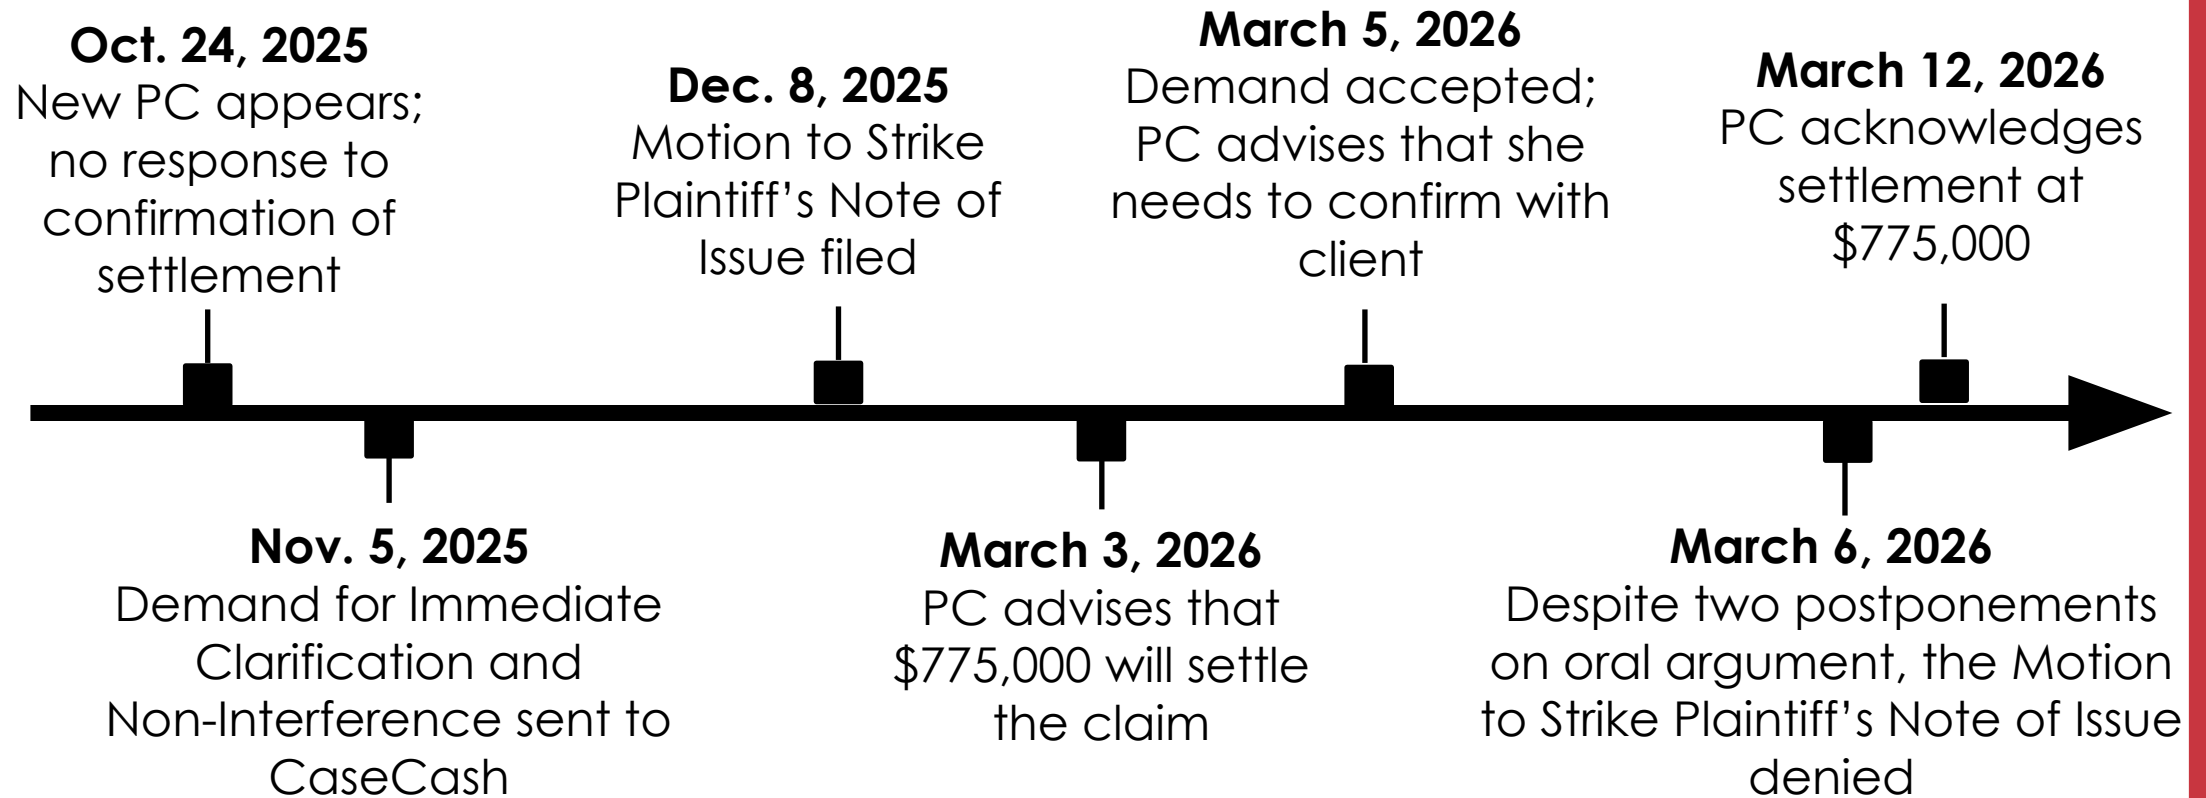 Oct. 24, 2025
New PC appears;
no response to
confirmation of
settlement
Nov. 5, 2025
Demand for Immediate
Clarification and
Non-Interference sent to
CaseCash
Dec. 8, 2025
Motion to Strike
Plaintiff’s Note of
Issue filed
March 3, 2026
PC advises that
$775,000 will settle
the claim
March 5, 2026
Demand accepted;
PC advises that she
needs to confirm with
client
March 6, 2026
Despite two postponements
on oral argument, the Motion
to Strike Plaintiff’s Note of Issue
denied
March 12, 2026
PC acknowledges
settlement at
$775,000